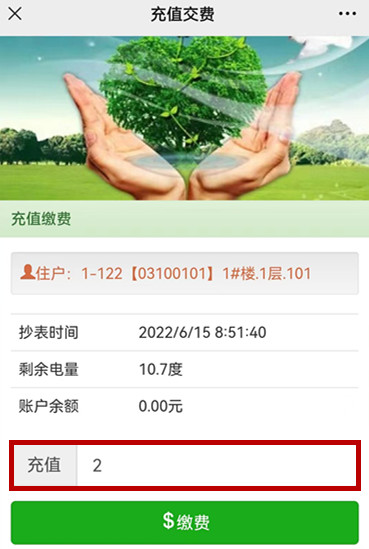 充值交费
充值缴费
住户：1-122【03100101】1#楼.1层.101
抄表时间 2022/6/15 8:51:40
剩余电量 10.7度
账户余额 0.00元
充值 2
$缴费